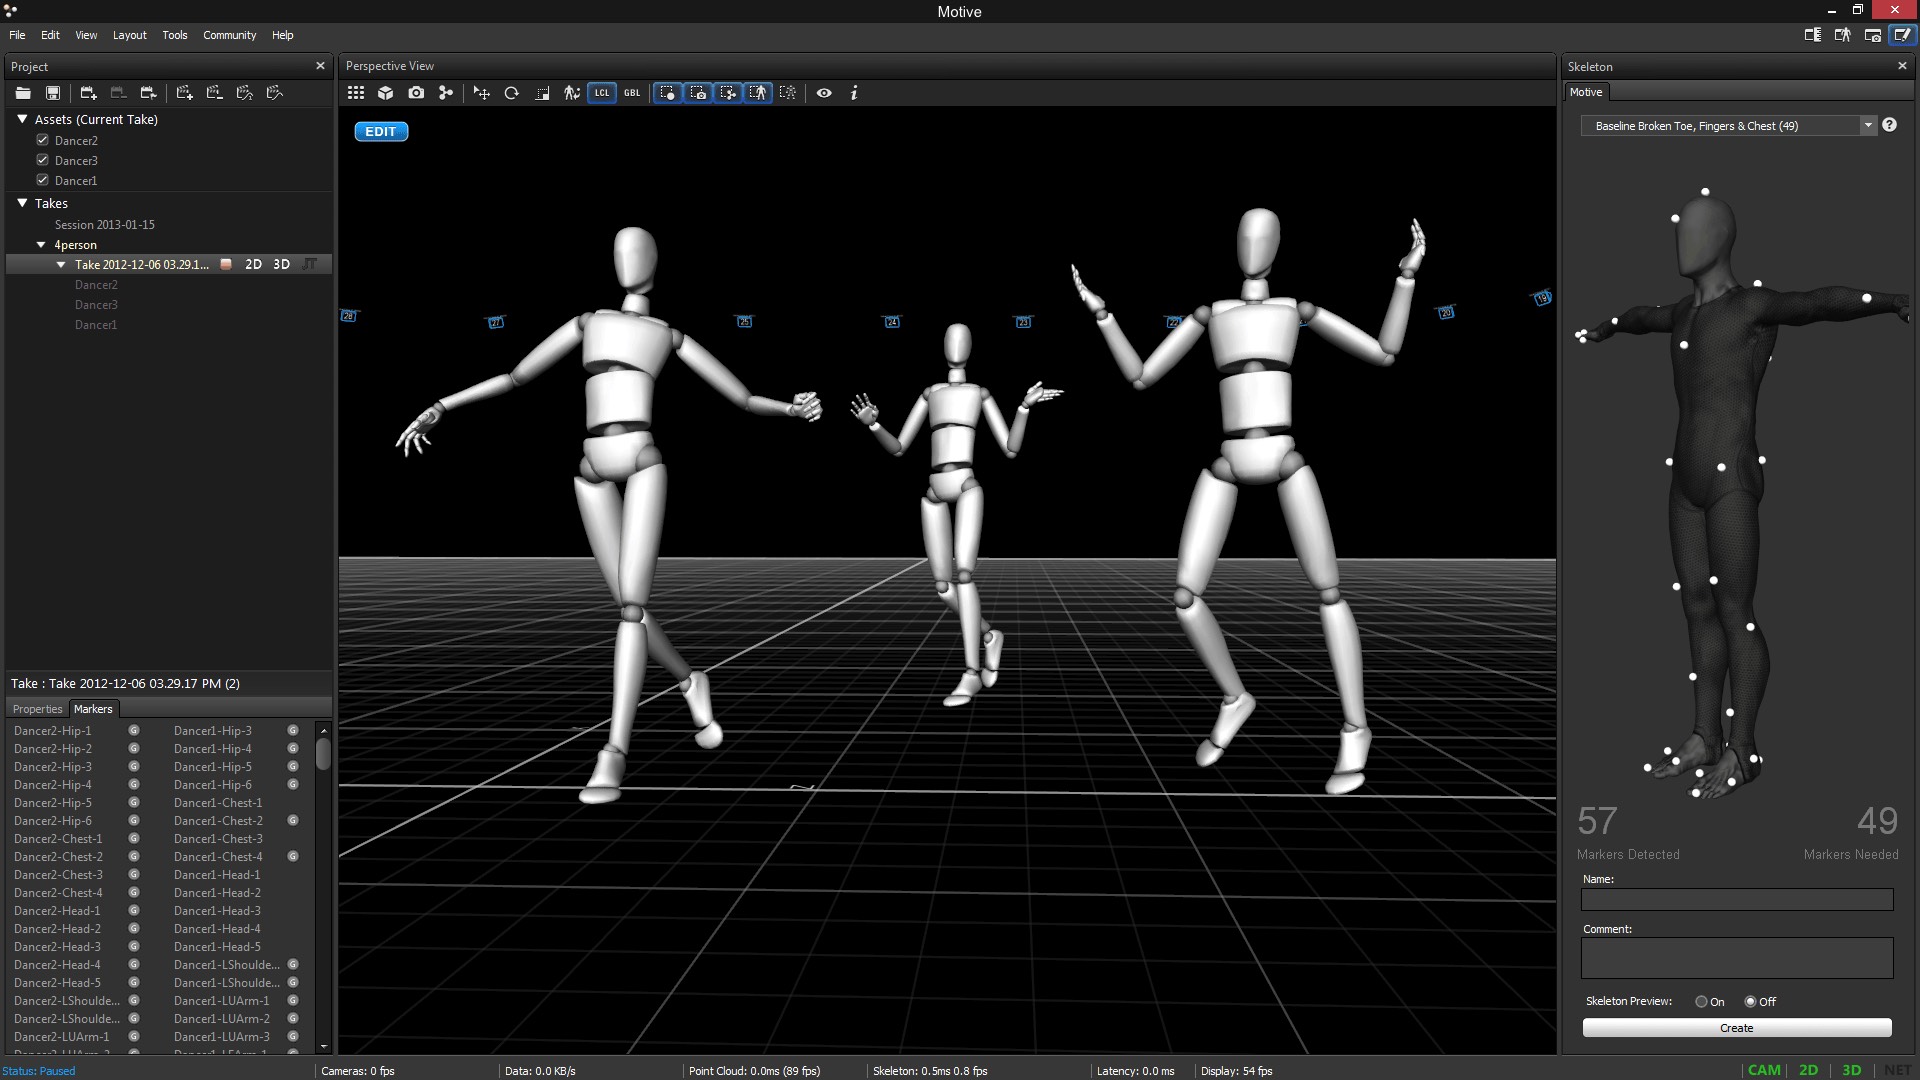 Motive
File Edit View Layout Tools Community Help
Project
Assets (Current Take)
Dancer2
Dancer3
Dancer1
Takes
Session 2013-01-15
4person
Take 2012-12-06 03.29.1... 2D 3D JT
Dancer2
Dancer3
Dancer1
Take : Take 2012-12-06 03.29.17 PM (2)
Properties Markers
Dancer2-Hip-1 G Dancer1-Hip-3 G
Dancer2-Hip-2 G Dancer1-Hip-4 G
Dancer2-Hip-3 G Dancer1-Hip-5 G
Dancer2-Hip-4 G Dancer1-Hip-6 G
Dancer2-Hip-5 G Dancer1-Chest-1
Dancer2-Hip-6 G Dancer1-Chest-2 G
Dancer2-Chest-1 G Dancer1-Chest-3
Dancer2-Chest-2 G Dancer1-Chest-4 G
Dancer2-Chest-3 G Dancer1-Head-1
Dancer2-Chest-4 G Dancer1-Head-2
Dancer2-Head-1 G Dancer1-Head-3
Dancer2-Head-2 G Dancer1-Head-4
Dancer2-Head-3 G Dancer1-Head-5
Dancer2-Head-4 G Dancer1-LShoulde... G
Dancer2-Head-5 G Dancer1-LShoulde... G
Dancer2-LShoulde... G Dancer1-LUArm-1 G
Dancer2-LShoulde... G Dancer1-LUArm-2 G
Dancer2-LUArm-1 G Dancer1-LUArm-3 G
Perspective View
LCL GBL
EDIT
28 27 25 24 23 22 20 19
Skeleton
Motive
Baseline Broken Toe, Fingers & Chest (49)
57 49
Markers Detected Markers Needed
Name:
Comment:
Skeleton Preview: On Off
Create
Status: Paused Cameras: 0 fps Data: 0.0 KB/s Point Cloud: 0.0ms (89 fps) Skeleton: 0.5ms 0.8 fps Latency: 0.0 ms Display: 54 fps CAM 2D 3D NET